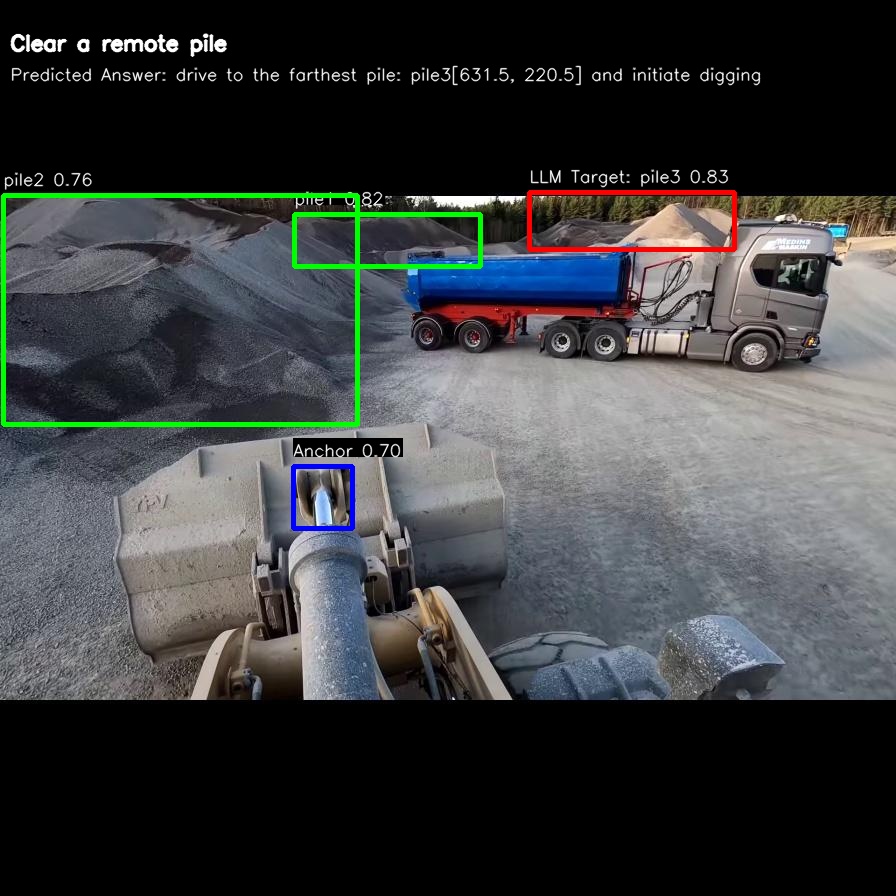 Clear a remote pile
Predicted Answer: drive to the farthest pile: pile3[631.5, 220.5] and initiate digging
pile2 0.76
pile1 0.82
LLM Target: pile3 0.83
MEDINS
MASKIN
Anchor 0.70